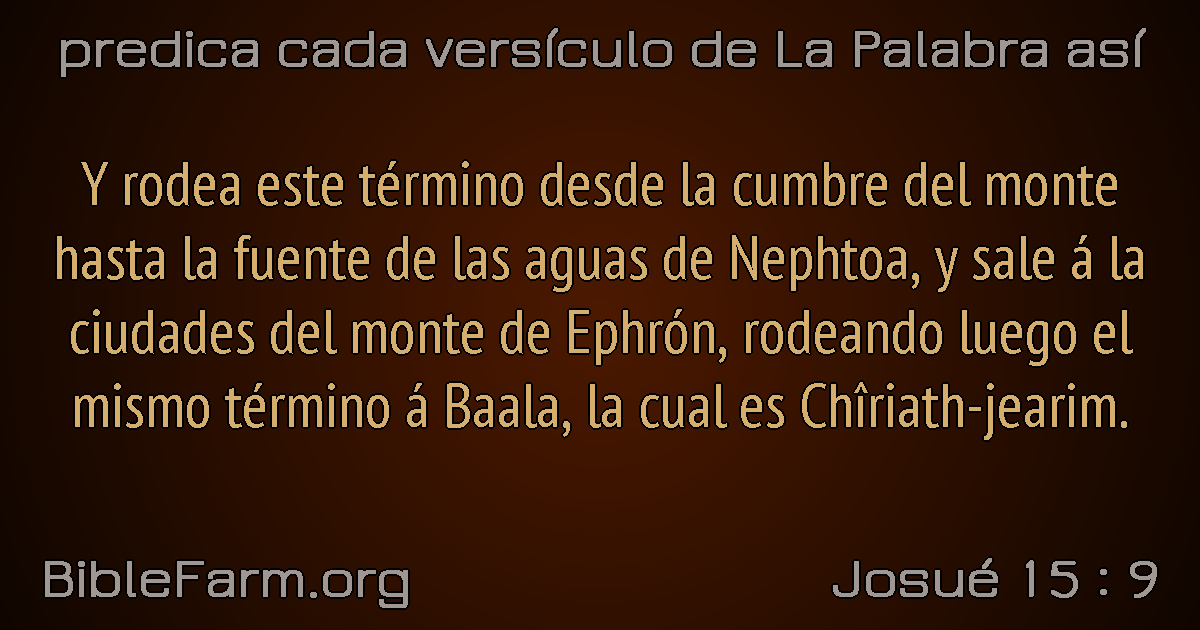 predica cada versículo de La Palabra así
Y rodea este término desde la cumbre del monte
hasta la fuente de las aguas de Nephtoa, y sale á la
ciudades del monte de Ephrón, rodeando luego el
mismo término á Baala, la cual es Chîriath-jearim.
BibleFarm.org
Josué 15 : 9